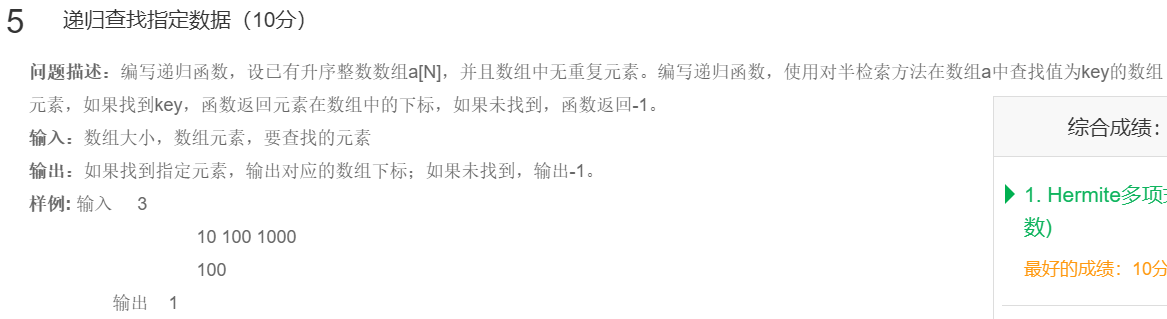 5 递归查找指定数据（10分）
问题描述：编写递归函数，设已有升序整数数组a[N]，并且数组中无重复元素。编写递归函数，使用对半检索方法在数组a中查找值为key的数组
元素，如果找到key，函数返回元素在数组中的下标，如果未找到，函数返回-1。
输入：数组大小，数组元素，要查找的元素
输出：如果找到指定元素，输出对应的数组下标；如果未找到，输出-1。
样例: 输入 3
10 100 1000
100
输出 1
综合成绩：
1. Hermite多项
数)
最好的成绩：10分